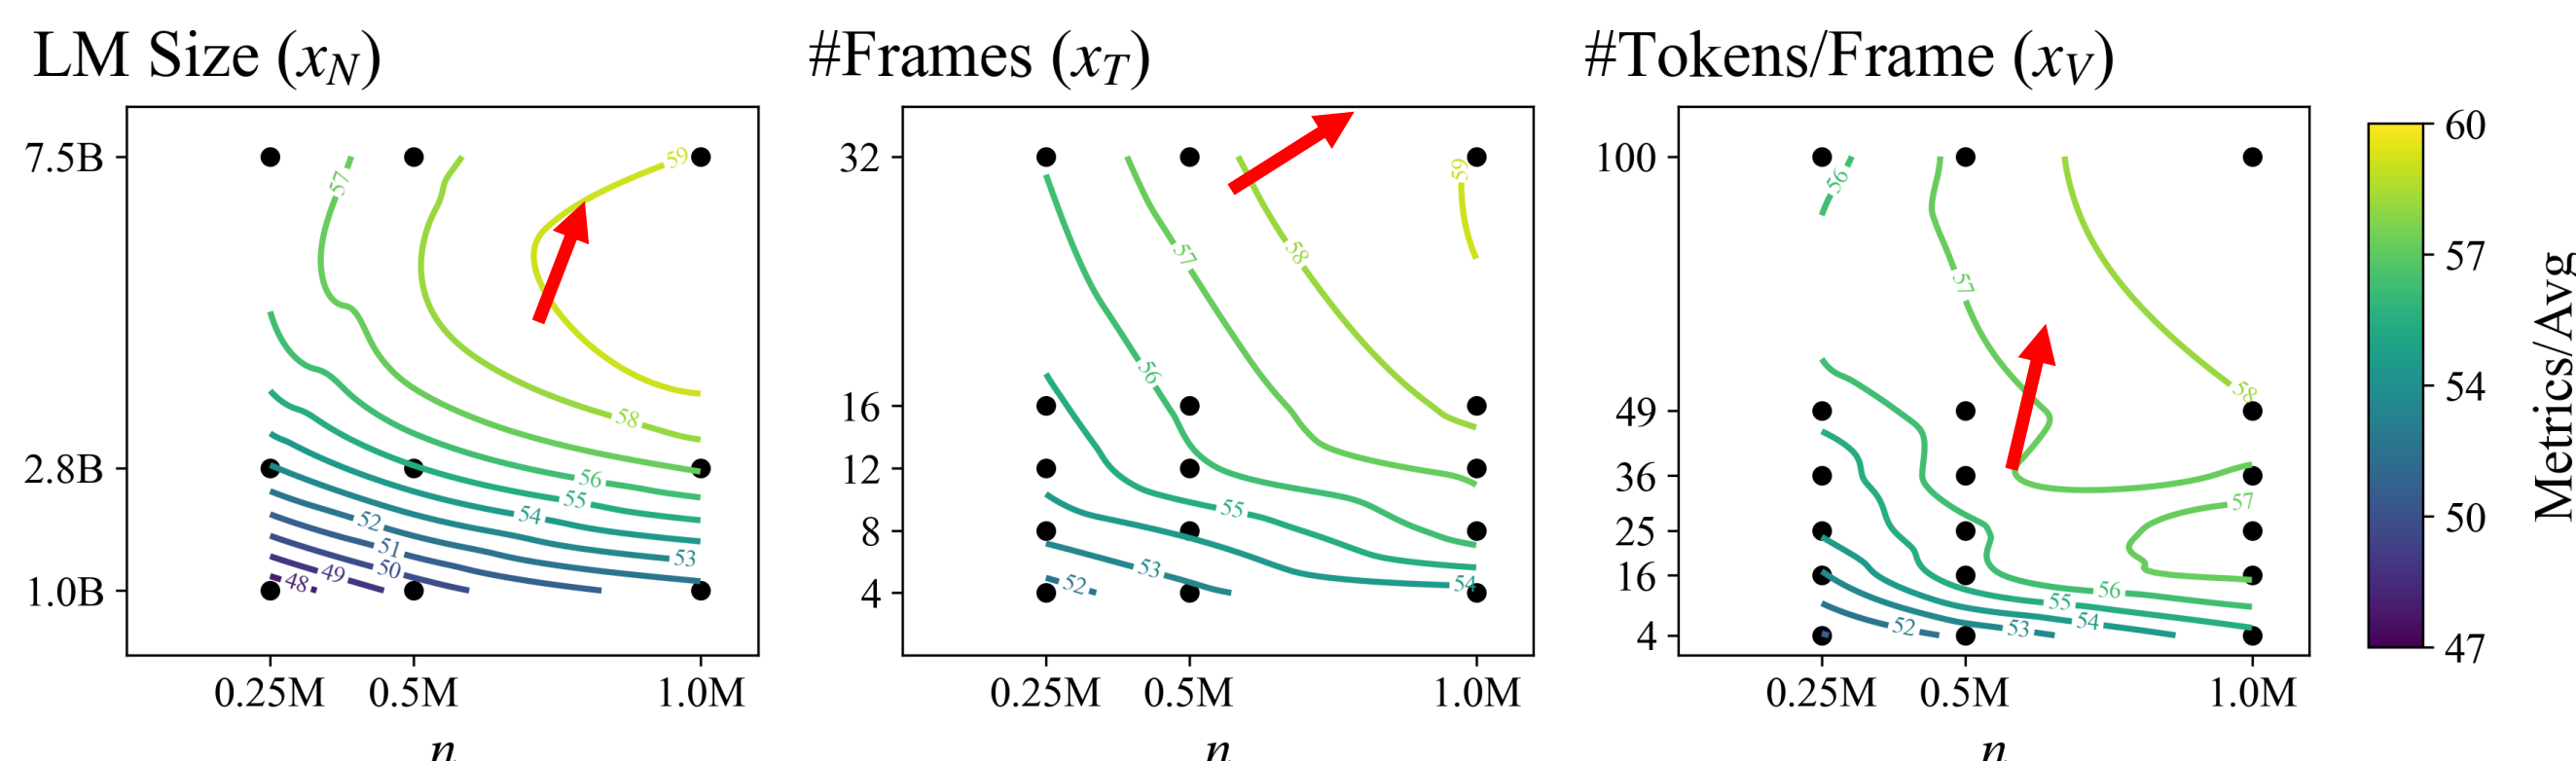 LM Size (x_N)
#Frames (x_T)
#Tokens/Frame (x_V)
7.5B
2.8B
1.0B
57
59
58
56
55
54
53
52
51
50
49
48
0.25M
0.5M
1.0M
n
32
16
12
8
4
59
58
57
56
55
54
53
52
0.25M
0.5M
1.0M
n
100
49
36
25
16
4
56
57
58
57
56
55
54
53
52
0.25M
0.5M
1.0M
n
60
57
54
50
47
Metrics/Avg